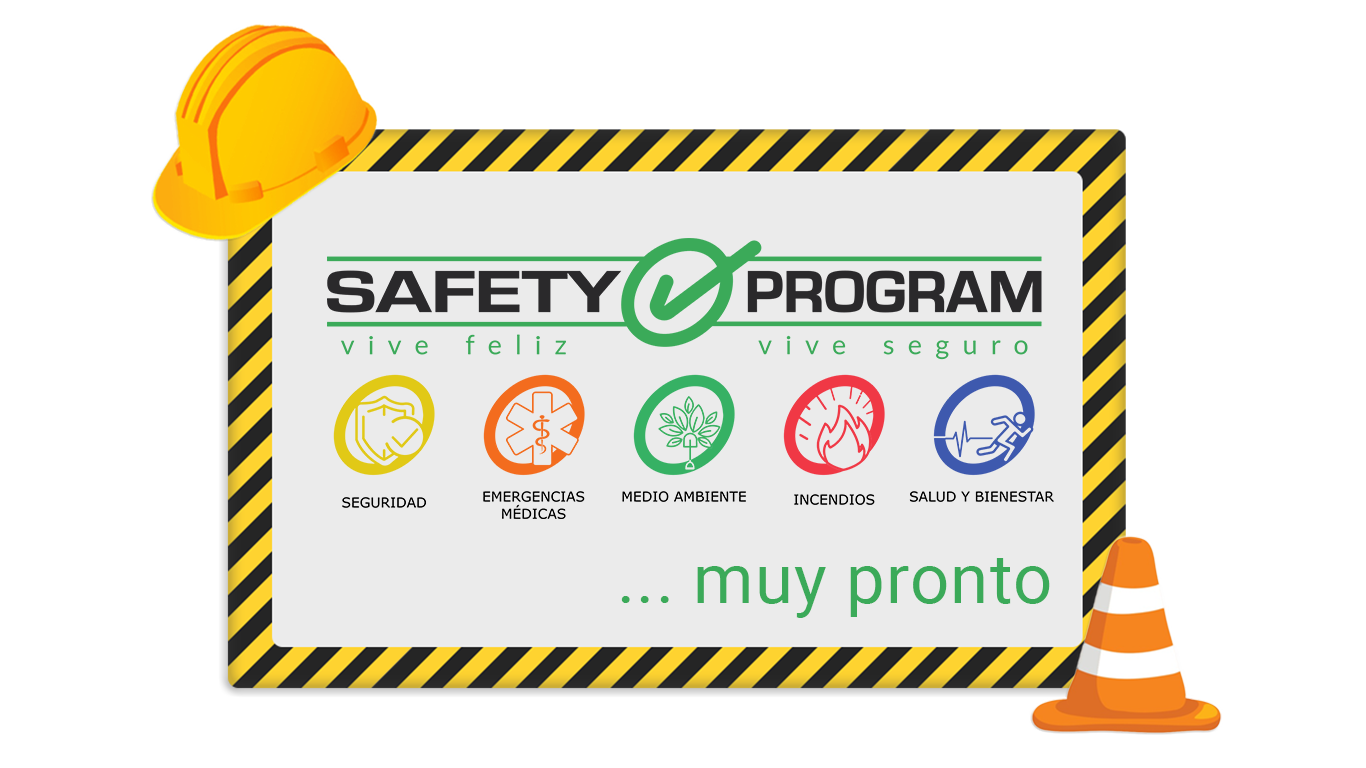 SAFETY PROGRAM
vive feliz vive seguro
SEGURIDAD
EMERGENCIAS
MÉDICAS
MEDIO AMBIENTE
INCENDIOS
SALUD Y BIENESTAR
... muy pronto